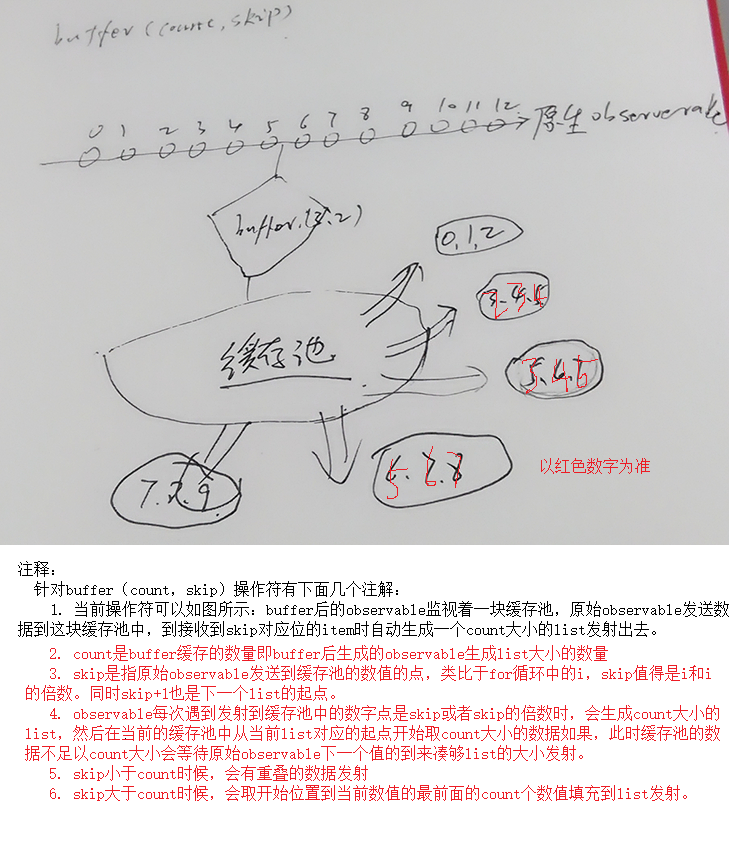 buffer(count,skip)
0 1 2 3 4 5 6 7 8 9 10 11 12
原生observerable
buffer.(3,2)
0,1,2
缓存池
7.8.9
以红色数字为准
注释:
针对buffer（count，skip）操作符有下面几个注解：
1. 当前操作符可以如图所示：buffer后的observable监视着一块缓存池，原始observable发送数
据到这块缓存池中，到接收到skip对应位的item时自动生成一个count大小的list发射出去。
2. count是buffer缓存的数量即buffer后生成的observable生成list大小的数量
3. skip是指原始observable发送到缓存池的数值的点，类比于for循环中的i，skip值得是i和i
的倍数。同时skip+1也是下一个list的起点。
4. observable每次遇到发射到缓存池中的数字点是skip或者skip的倍数时，会生成count大小的
list，然后在当前的缓存池中从当前list对应的起点开始取count大小的数据如果，此时缓存池的数
据不足以count大小会等待原始observable下一个值的到来凑够list的大小发射。
5. skip小于count时候，会有重叠的数据发射
6. skip大于count时候，会取开始位置到当前数值的最前面的count个数值填充到list发射。